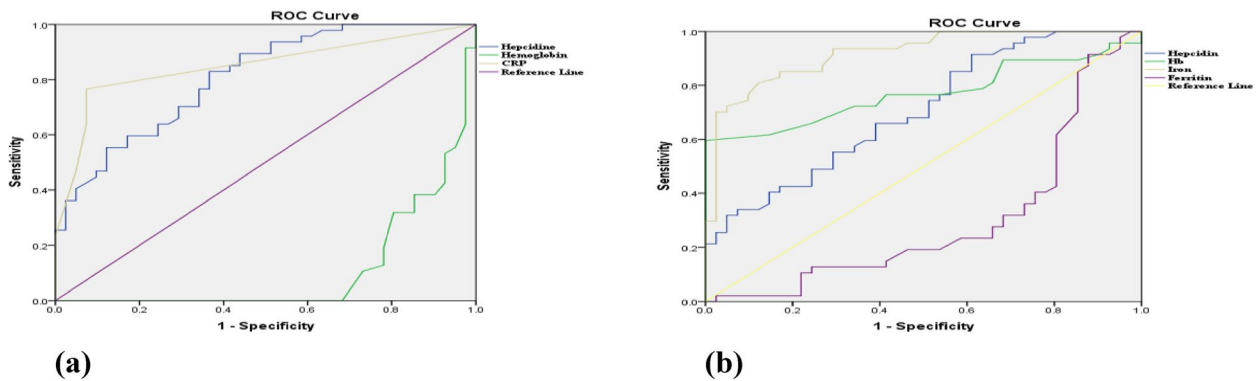 ROC Curve
1.0
0.8
0.6
0.4
0.2
0.0
Sensitivity
0.0
0.2
0.4
0.6
0.8
1.0
1 - Specificity
Hepcidine
Hemoglobin
CRP
Reference Line
(a)
ROC Curve
1.0
0.8
0.6
0.4
0.2
0.0
Sensitivity
0.0
0.2
0.4
0.6
0.8
1.0
1 - Specificity
Hepcidin
Hb
Iron
Ferritin
Reference Line
(b)